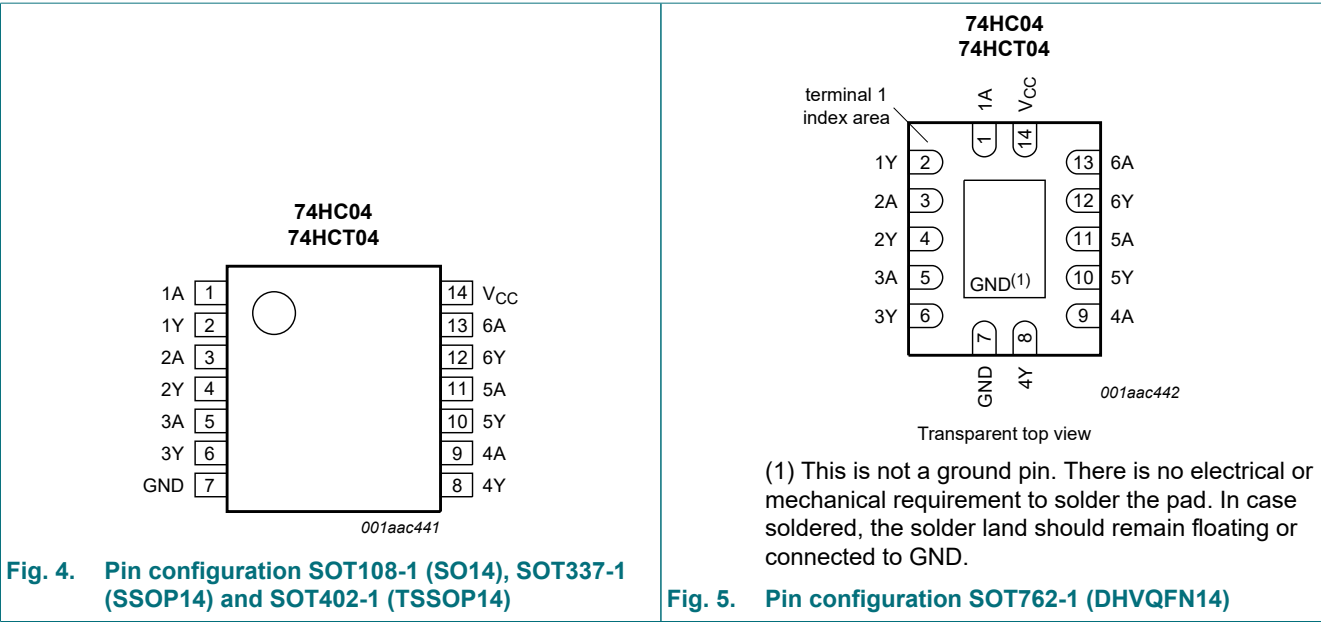 74HC04
74HCT04
1A 1
1Y 2
2A 3
2Y 4
3A 5
3Y 6
GND 7
14 VCC
13 6A
12 6Y
11 5A
10 5Y
9 4A
8 4Y
001aac441
Fig. 4. Pin configuration SOT108-1 (SO14), SOT337-1
(SSOP14) and SOT402-1 (TSSOP14)
74HC04
74HCT04
terminal 1
index area
1A
VCC
1
14
1Y 2
2A 3
2Y 4
3A 5
3Y 6
13 6A
12 6Y
11 5A
10 5Y
9 4A
GND(1)
7
8
GND
4Y
001aac442
Transparent top view
(1) This is not a ground pin. There is no electrical or
mechanical requirement to solder the pad. In case
soldered, the solder land should remain floating or
connected to GND.
Fig. 5. Pin configuration SOT762-1 (DHVQFN14)